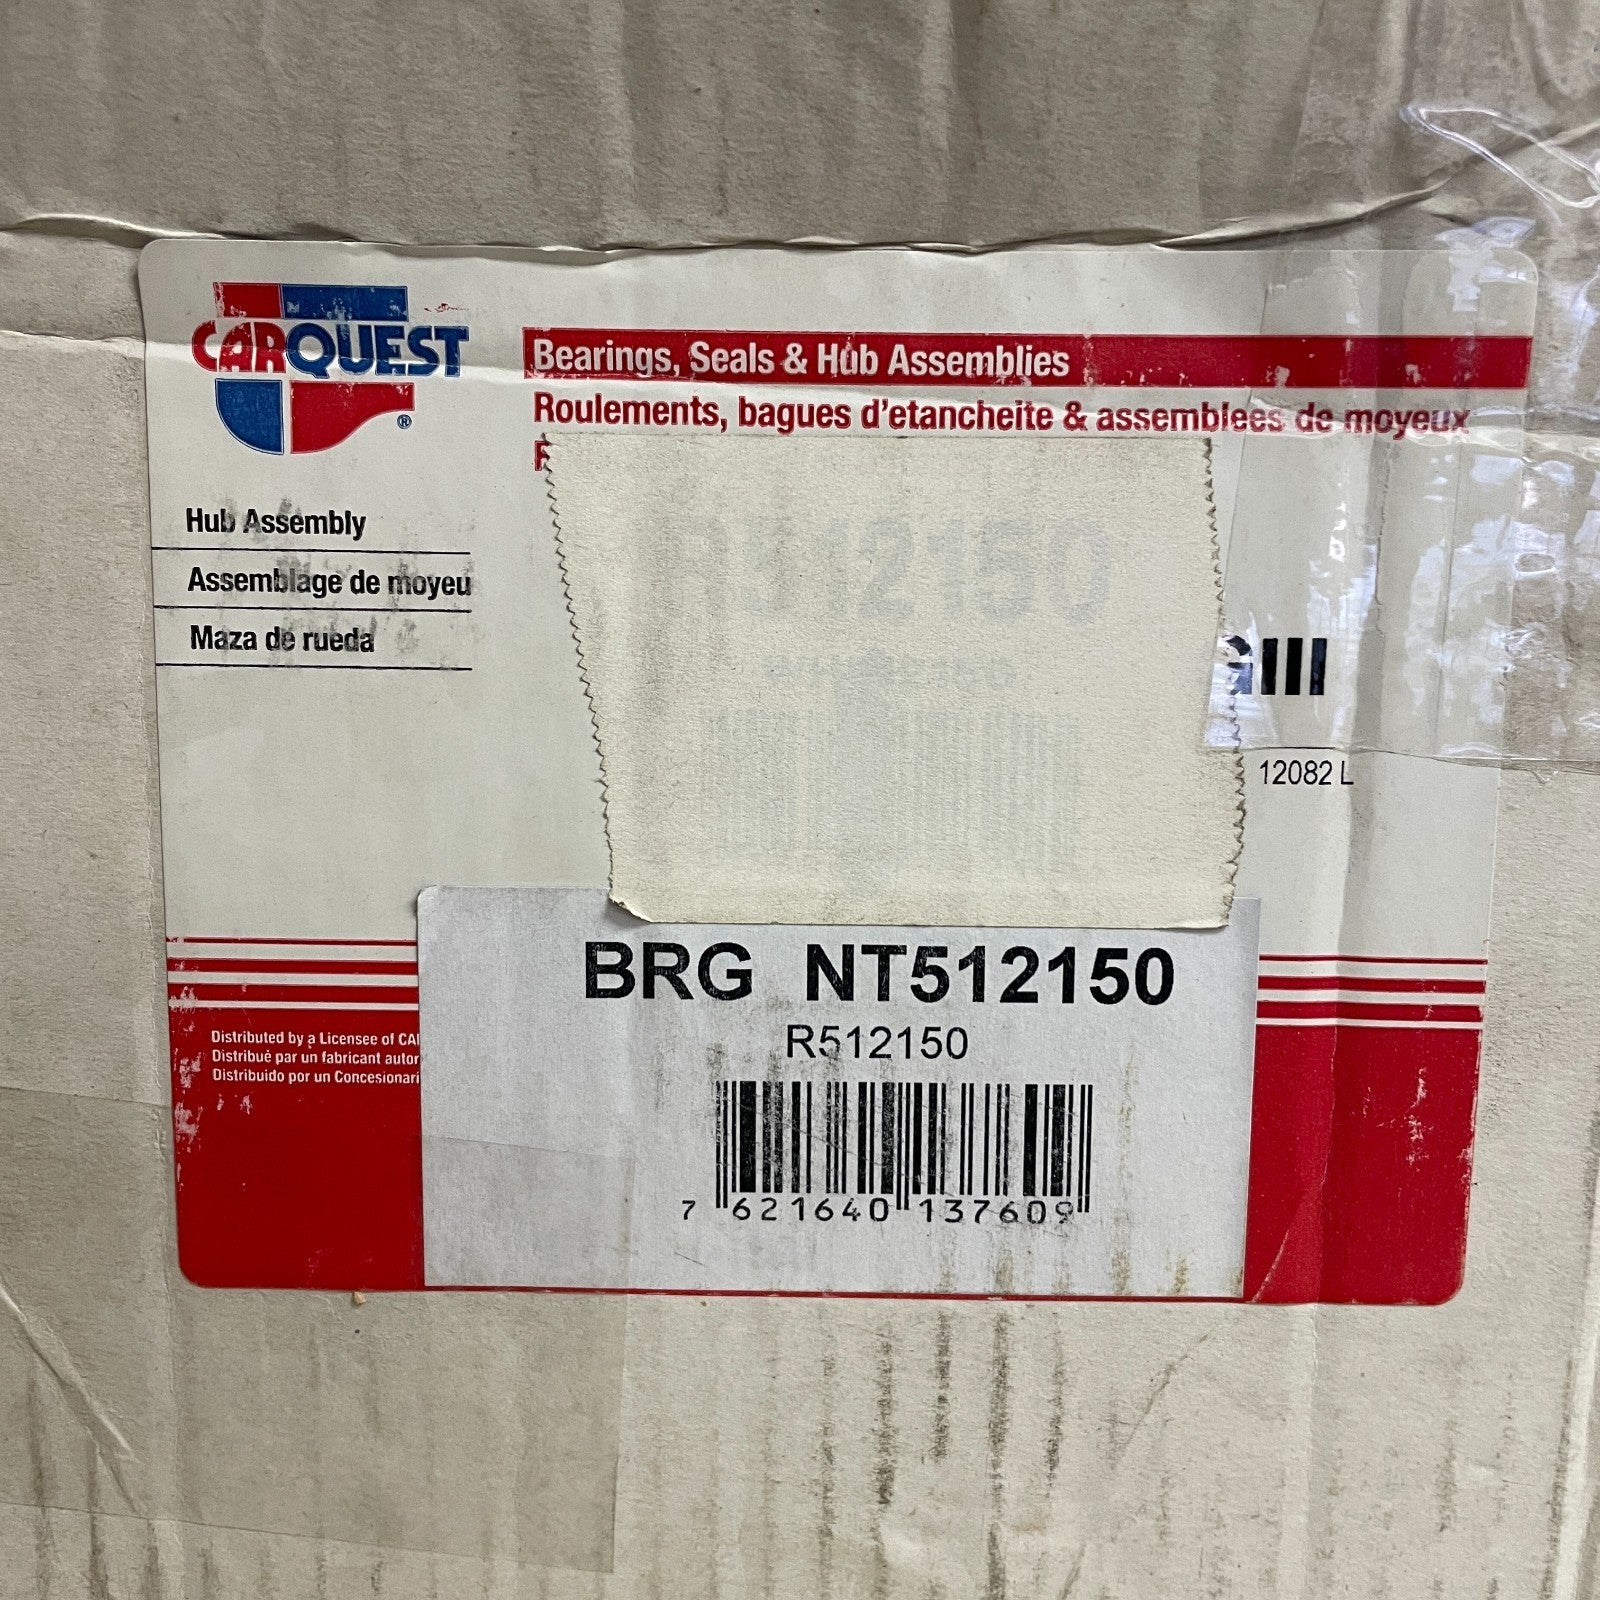 CARQUEST
®
Bearings, Seals & Hub Assemblies
Roulements, bagues d'etancheite & assemblees de moyeux
Hub Assembly
Assemblage de moyeu
Maza de rueda
12082 L
BRG NT512150
R512150
7 621640 137609
Distributed by a Licensee of CA
Distribué par un fabricant autor
Distribuido por un Concesionari